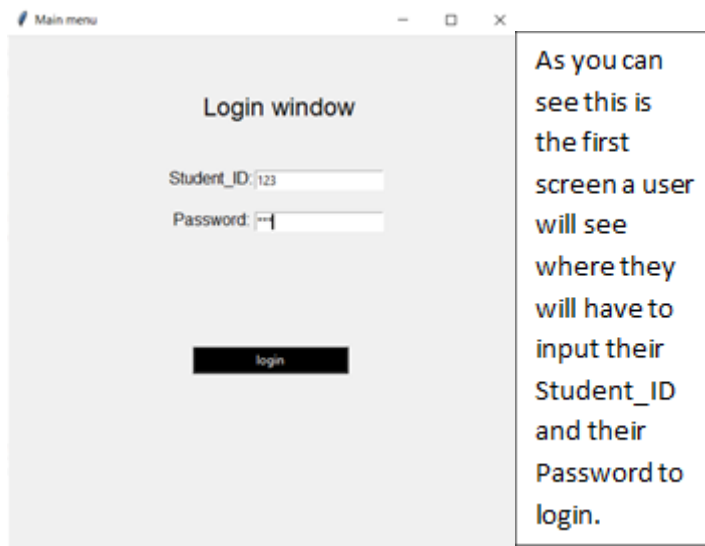 Main menu
Login window
Student_ID: 123
Password: ***
login
As you can
see this is
the first
screen a user
will see
where they
will have to
input their
Student_ID
and their
Password to
login.